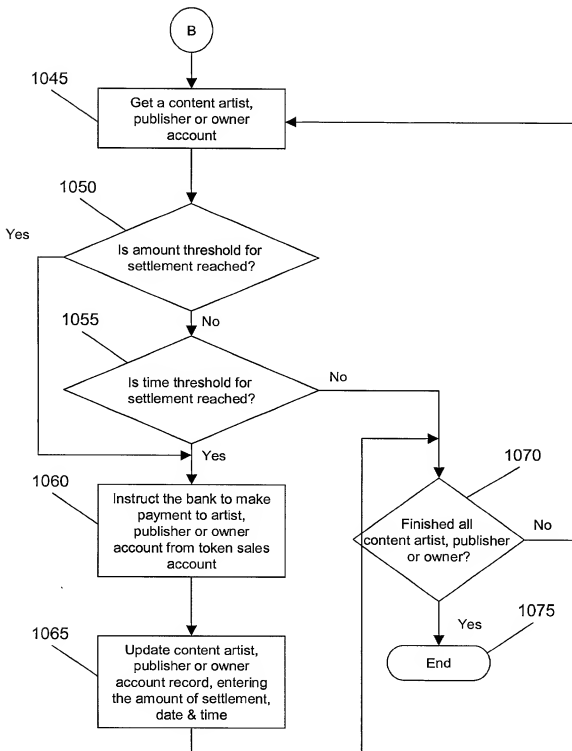 B
1045
Get a content artist,
publisher or owner
account
1050
Yes
Is amount threshold for
settlement reached?
No
1055
Is time threshold for
settlement reached?
No
Yes
1060
Instruct the bank to make
payment to artist,
publisher or owner
account from token sales
account
1070
Finished all
content artist, publisher
or owner?
No
Yes
1075
End
1065
Update content artist,
publisher or owner
account record, entering
the amount of settlement,
date & time